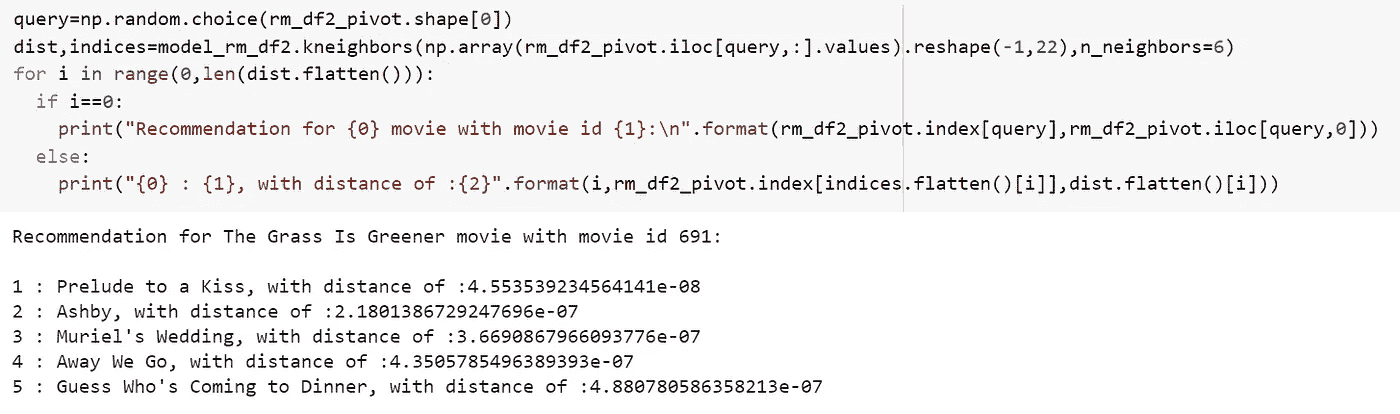 query=np.random.choice(rm_df2_pivot.shape[0])
dist,indices=model_rm_df2.kneighbors(np.array(rm_df2_pivot.iloc[query,:].values).reshape(-1,22),n_neighbors=6)
for i in range(0,len(dist.flatten())):
  if i==0:
    print("Recommendation for {0} movie with movie id {1}:\n".format(rm_df2_pivot.index[query],rm_df2_pivot.iloc[query,0]))
  else:
    print("{0} : {1}, with distance of :{2}".format(i,rm_df2_pivot.index[indices.flatten()[i]],dist.flatten()[i]))
Recommendation for The Grass Is Greener movie with movie id 691:
1 : Prelude to a Kiss, with distance of :4.553539234564141e-08
2 : Ashby, with distance of :2.1801386729247696e-07
3 : Muriel's Wedding, with distance of :3.6690867966093776e-07
4 : Away We Go, with distance of :4.3505785496389393e-07
5 : Guess Who's Coming to Dinner, with distance of :4.880780586358213e-07